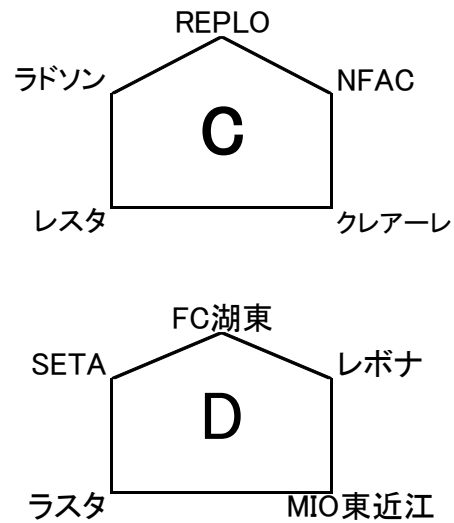 REPLO
ラドソン
NFAC
C
レスタ
クレアーレ
FC湖東
SETA
レボナ
D
ラスタ
MIO東近江